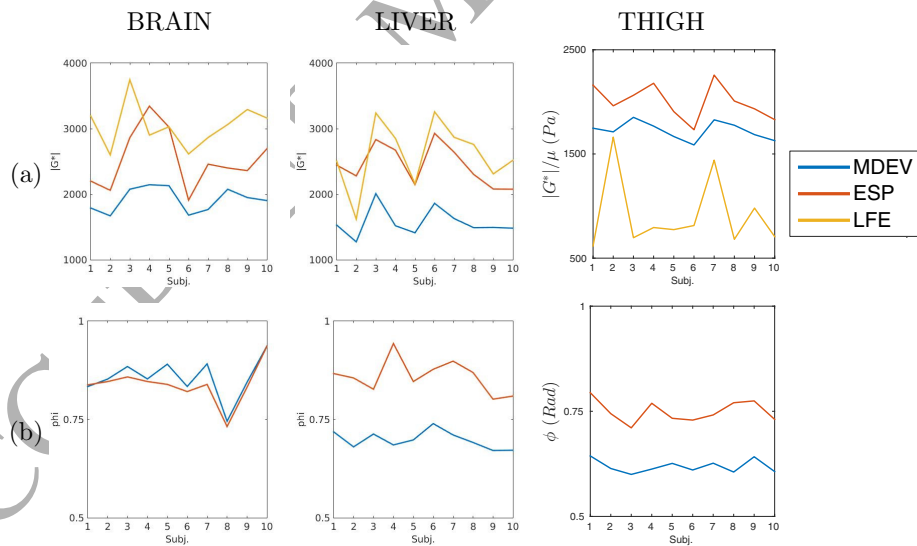 BRAIN LIVER THIGH
(a)
|G*|
4000
3000
2000
1000
1 2 3 4 5 6 7 8 9 10
Subj.
|G*|
4000
3000
2000
1000
1 2 3 4 5 6 7 8 9 10
Subj.
|G*|/μ (Pa)
2500
1500
500
1 2 3 4 5 6 7 8 9 10
Subj.
MDEV
ESP
LFE
(b)
phi
1
0.75
0.5
1 2 3 4 5 6 7 8 9 10
Subj.
phi
1
0.75
0.5
1 2 3 4 5 6 7 8 9 10
Subj.
ϕ (Rad)
1
0.75
0.5
1 2 3 4 5 6 7 8 9 10
Subj.